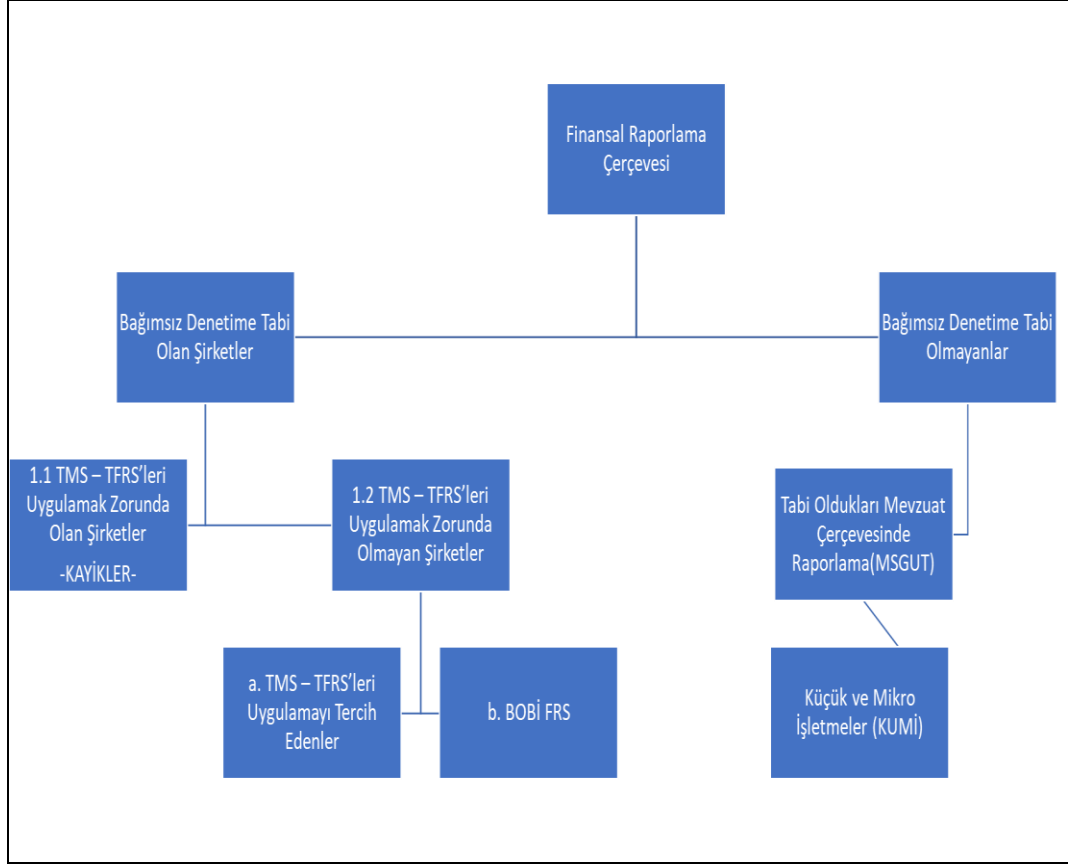 Finansal Raporlama
Çerçevesi
Bağımsız Denetime Tabi
Olan Şirketler
Bağımsız Denetime Tabi
Olmayanlar
1.1 TMS – TFRS'leri
Uygulamak Zorunda
Olan Şirketler
-KAYİKLER-
1.2 TMS – TFRS'leri
Uygulamak Zorunda
Olmayan Şirketler
Tabi Oldukları Mevzuat
Çerçevesinde
Raporlama(MSGUT)
a. TMS – TFRS'leri
Uygulamayı Tercih
Edenler
b. BOBİ FRS
Küçük ve Mikro
İşletmeler (KUMİ)